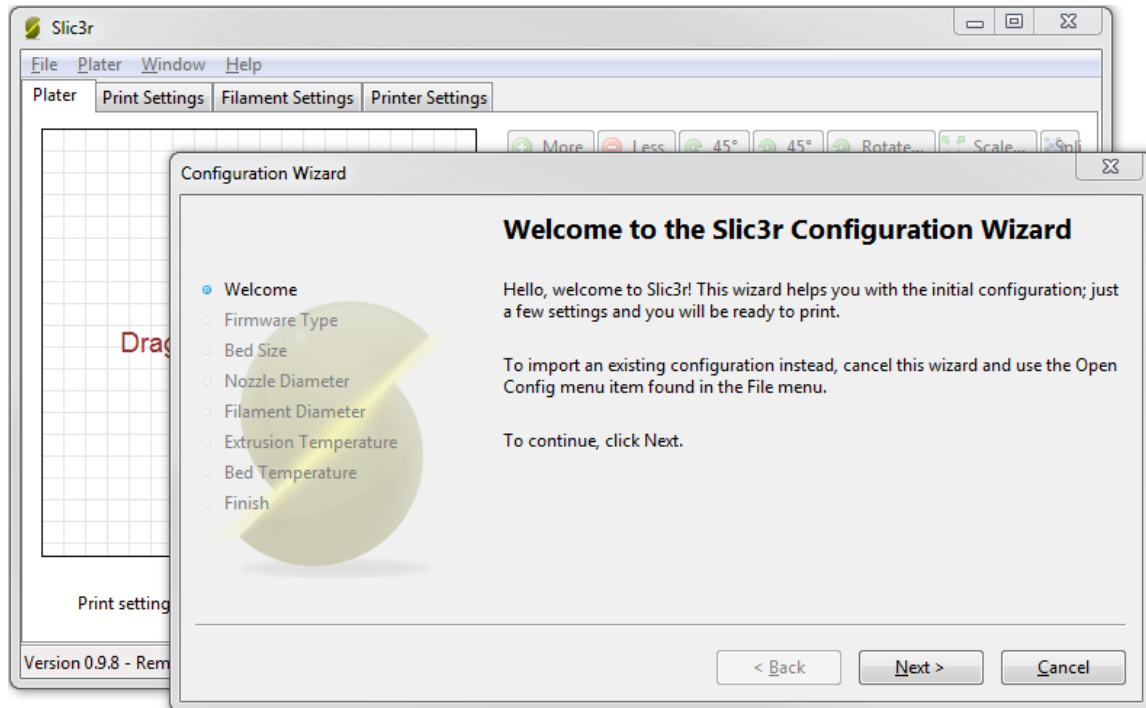 Slic3r
File Plater Window Help
Plater Print Settings Filament Settings Printer Settings
More Less 45° 45° Rotate... Scale...
Configuration Wizard
Welcome to the Slic3r Configuration Wizard
Welcome
Firmware Type
Bed Size
Nozzle Diameter
Filament Diameter
Extrusion Temperature
Bed Temperature
Finish
Hello, welcome to Slic3r! This wizard helps you with the initial configuration; just
a few settings and you will be ready to print.
To import an existing configuration instead, cancel this wizard and use the Open
Config menu item found in the File menu.
To continue, click Next.
Drag
Print setting
Version 0.9.8 - Rem
< Back Next > Cancel